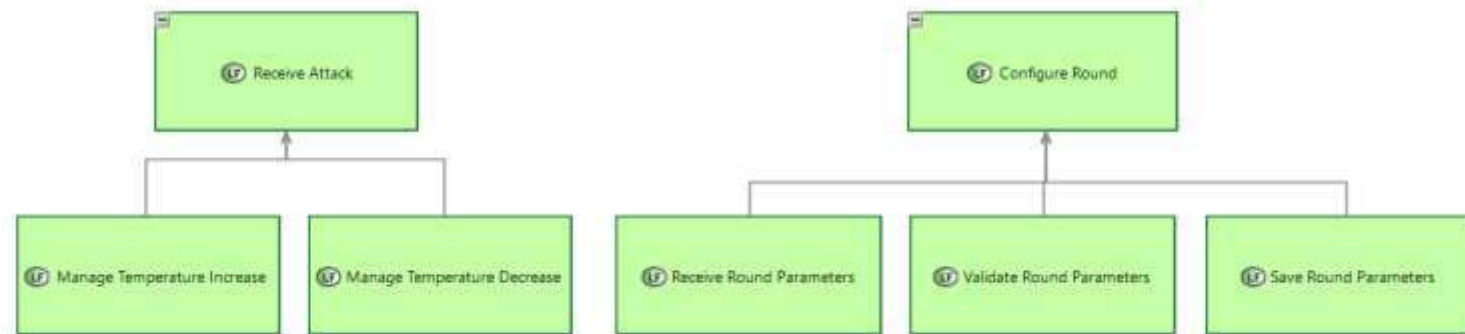 LF Receive Attack
LF Configure Round
LF Manage Temperature Increase
LF Manage Temperature Decrease
LF Receive Round Parameters
LF Validate Round Parameters
LF Save Round Parameters